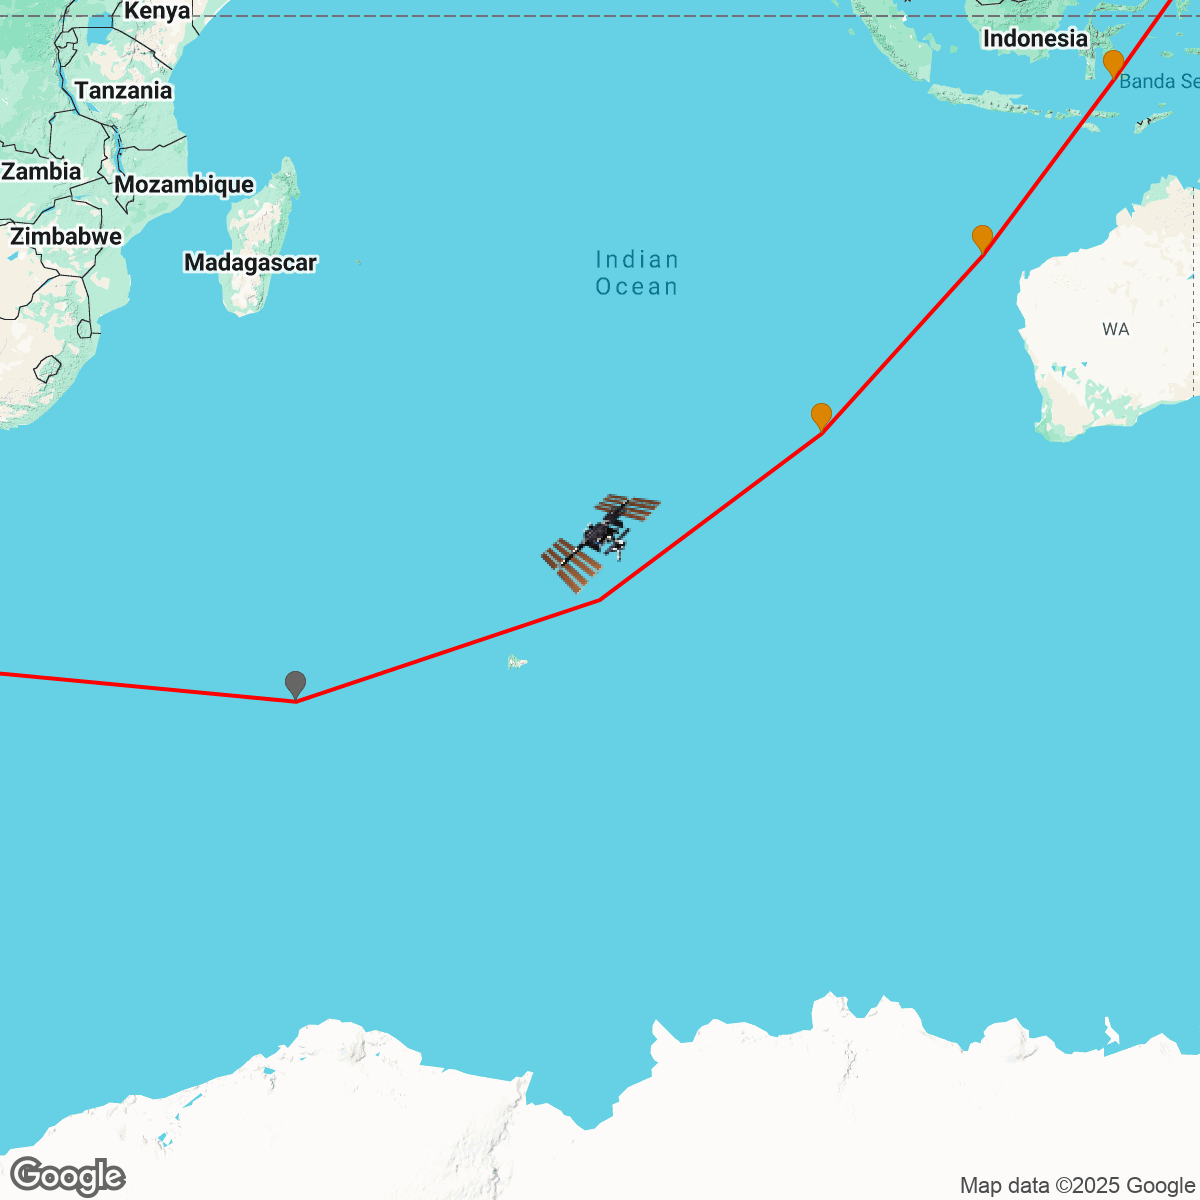 Kenya
Indonesia
Tanzania
Banda Se
Zambia
Mozambique
Zimbabwe
Madagascar
Indian
Ocean
WA
Google
Map data ©2025 Google